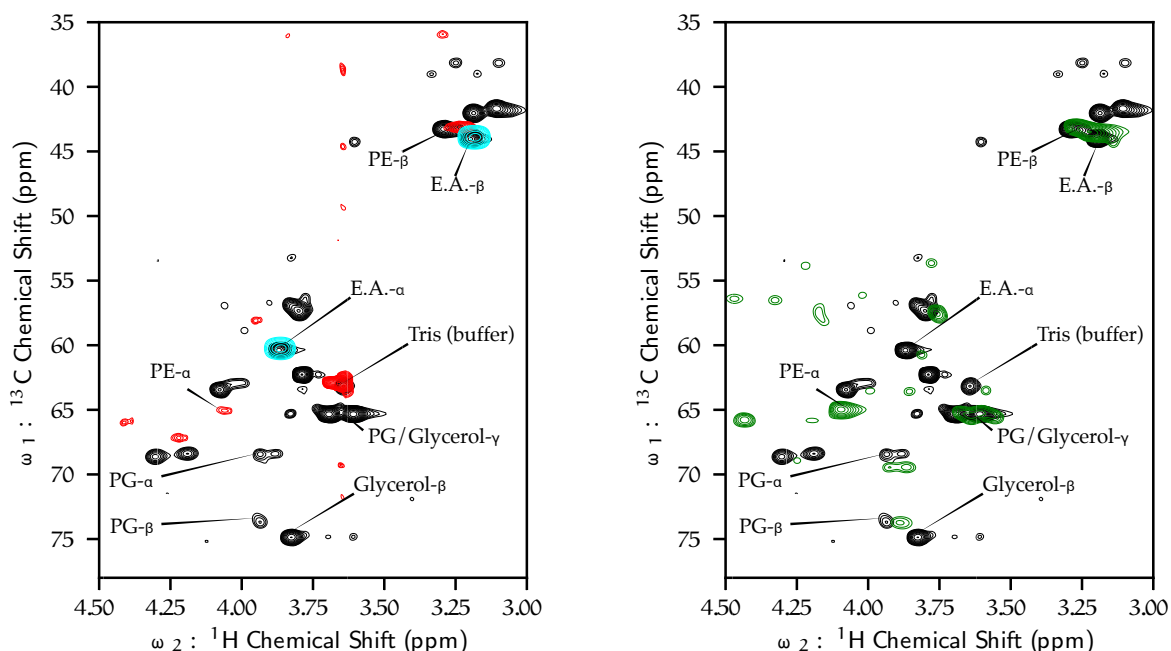 35
40
45
50
55
60
65
70
75
4.50
4.25
4.00
3.75
3.50
3.25
3.00
ω 1 : 13 C Chemical Shift (ppm)
ω 2 : 1H Chemical Shift (ppm)
PE-β
E.A.-β
E.A.-α
Tris (buffer)
PE-α
PG/Glycerol-γ
PG-α
Glycerol-β
PG-β
35
40
45
50
55
60
65
70
75
4.50
4.25
4.00
3.75
3.50
3.25
3.00
ω 1 : 13 C Chemical Shift (ppm)
ω 2 : 1H Chemical Shift (ppm)
PE-β
E.A.-β
E.A.-α
Tris (buffer)
PE-α
PG/Glycerol-γ
PG-α
Glycerol-β
PG-β